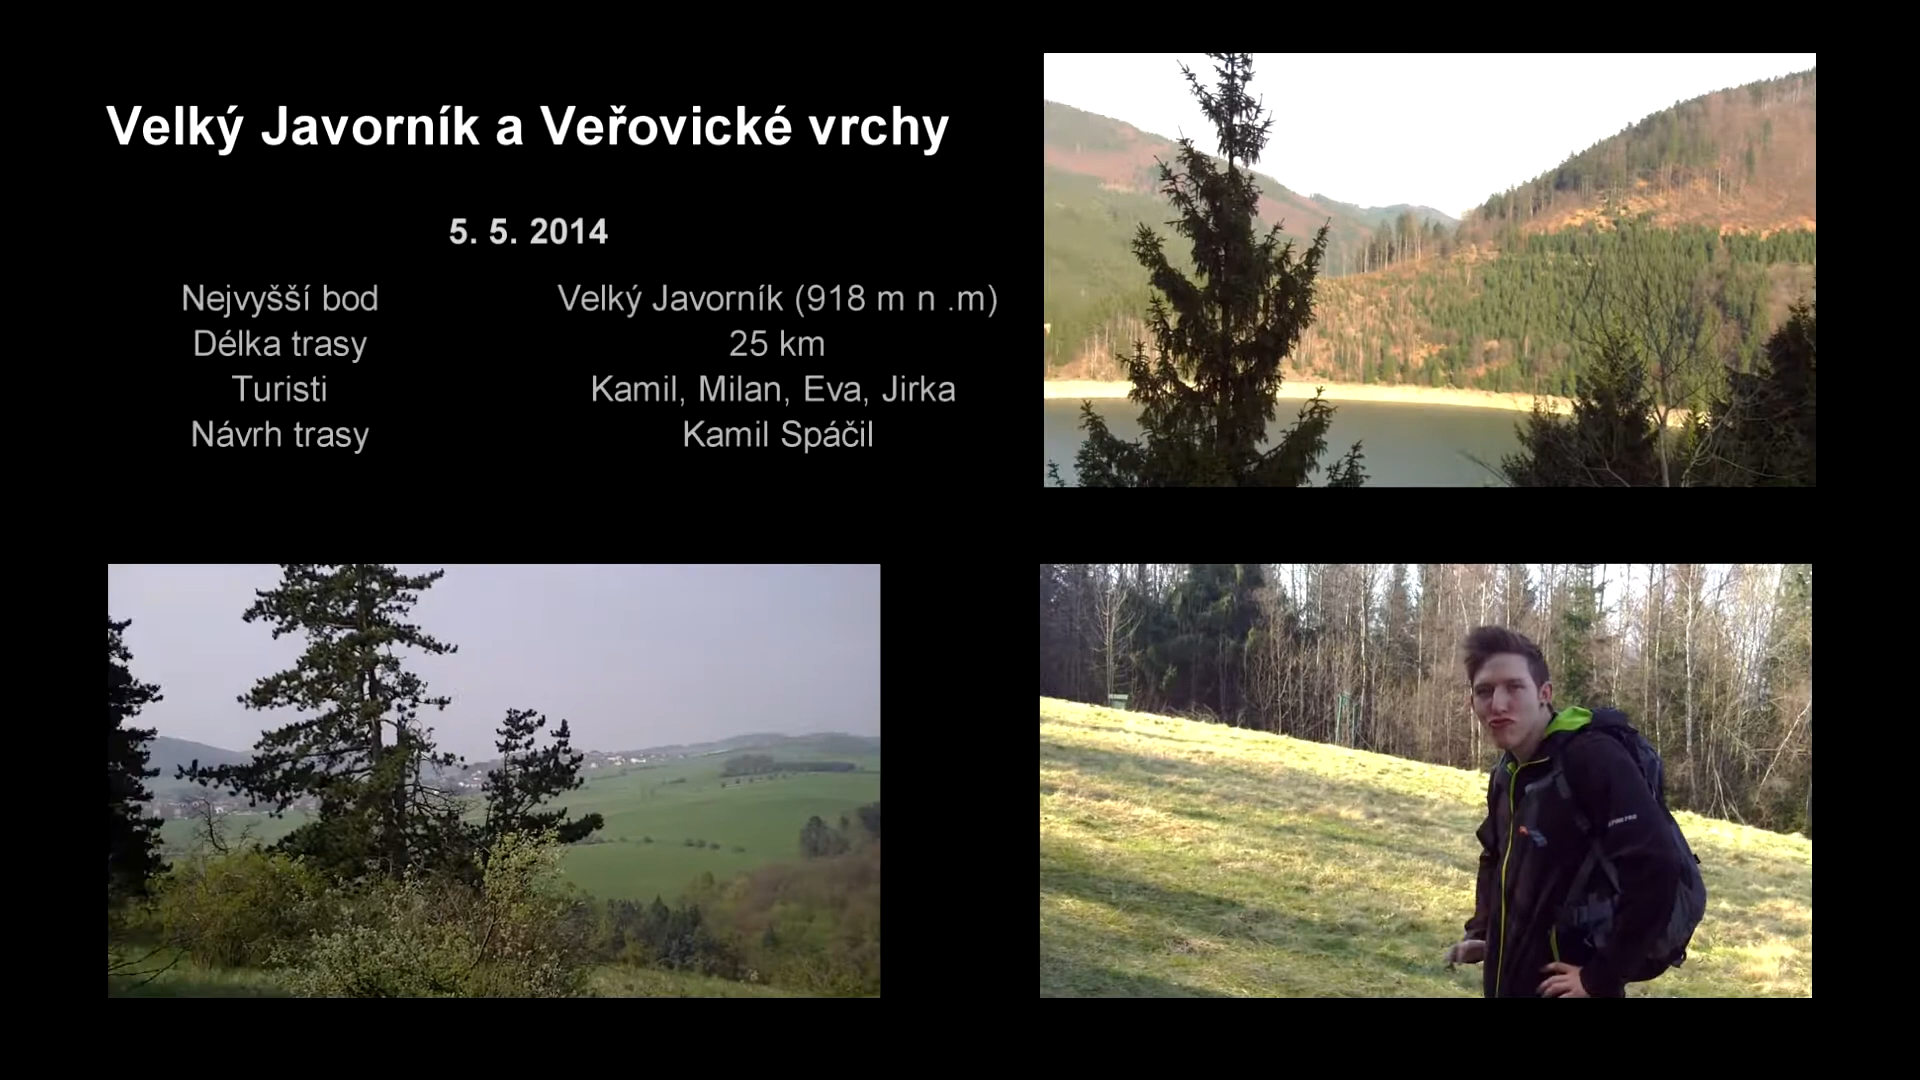 Velký Javorník a Veřovické vrchy
5. 5. 2014
Nejvyšší bod Velký Javorník (918 m n .m)
Délka trasy 25 km
Turisti Kamil, Milan, Eva, Jirka
Návrh trasy Kamil Spáčil